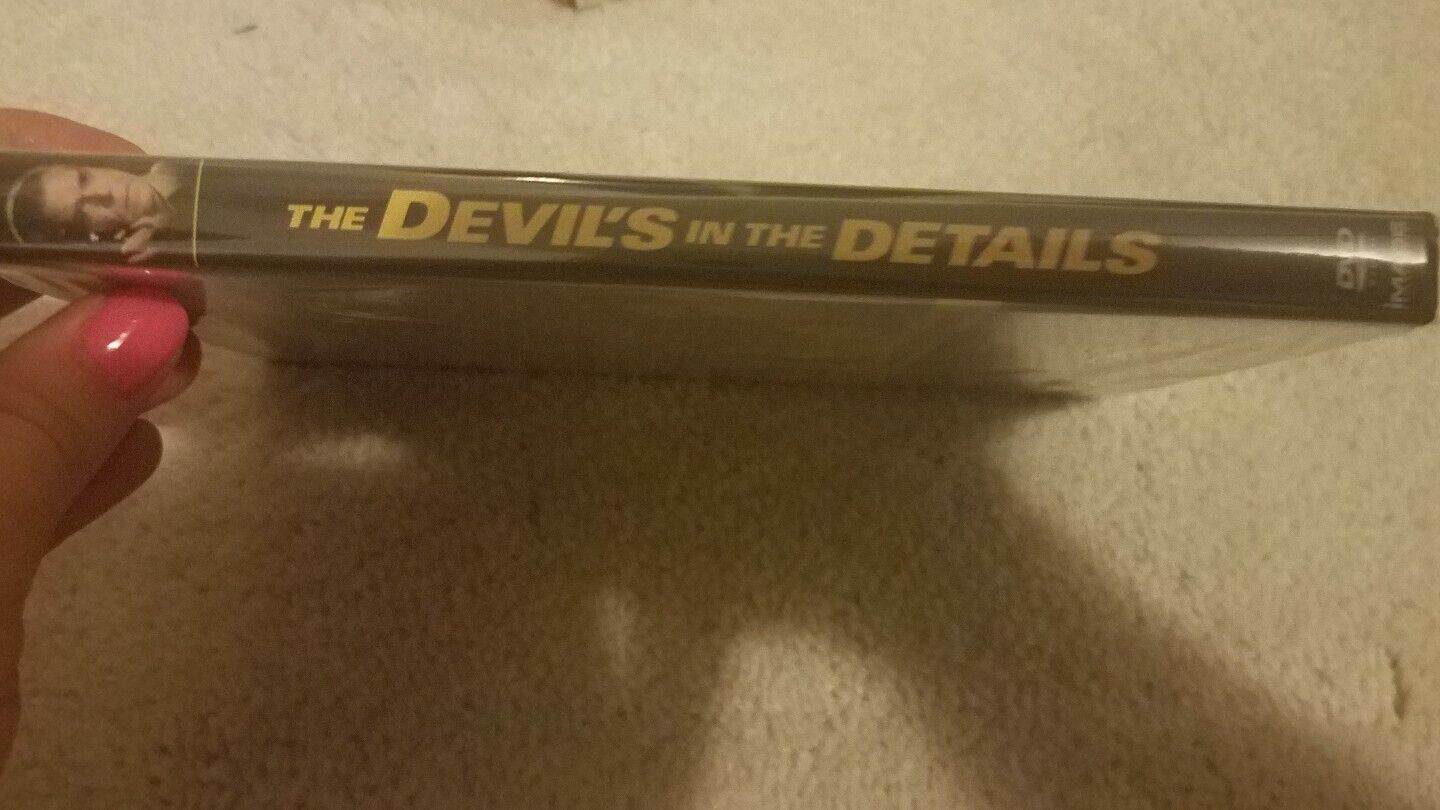 THE DEVIL'S IN THE DETAILS
DVD
IMAGE